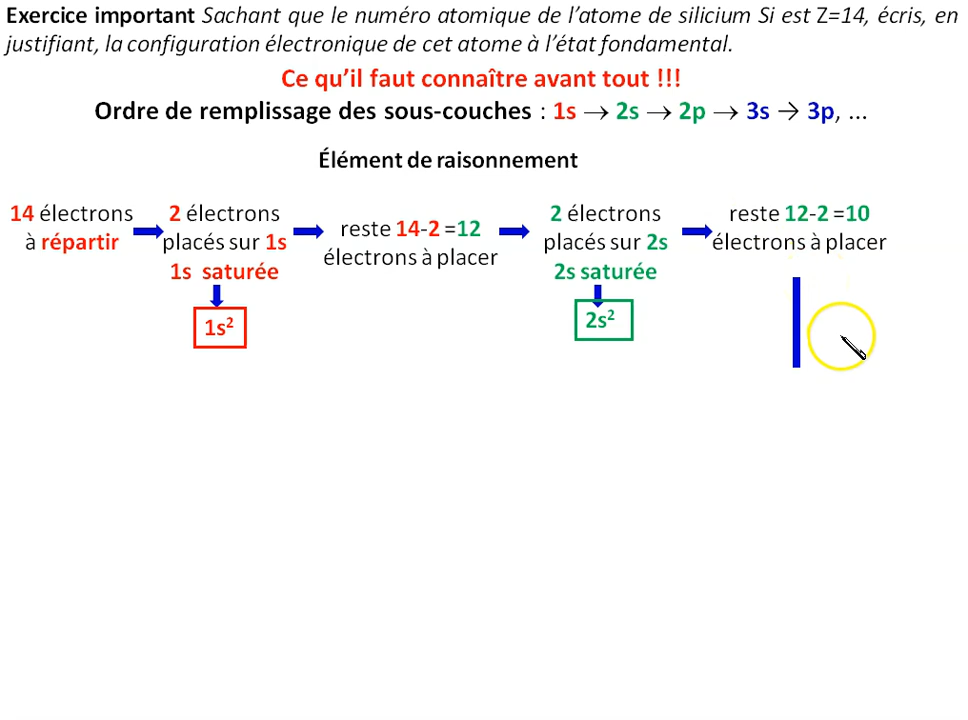 Exercice important Sachant que le numéro atomique de l'atome de silicium Si est Z=14, écris, en
justifiant, la configuration électronique de cet atome à l'état fondamental.
Ce qu'il faut connaître avant tout !!!
Ordre de remplissage des sous-couches : 1s → 2s → 2p → 3s → 3p, ...
Élément de raisonnement
14 électrons
à répartir
2 électrons
placés sur 1s
1s saturée
1s²
reste 14-2 =12
électrons à placer
2 électrons
placés sur 2s
2s saturée
2s²
reste 12-2 =10
électrons à placer